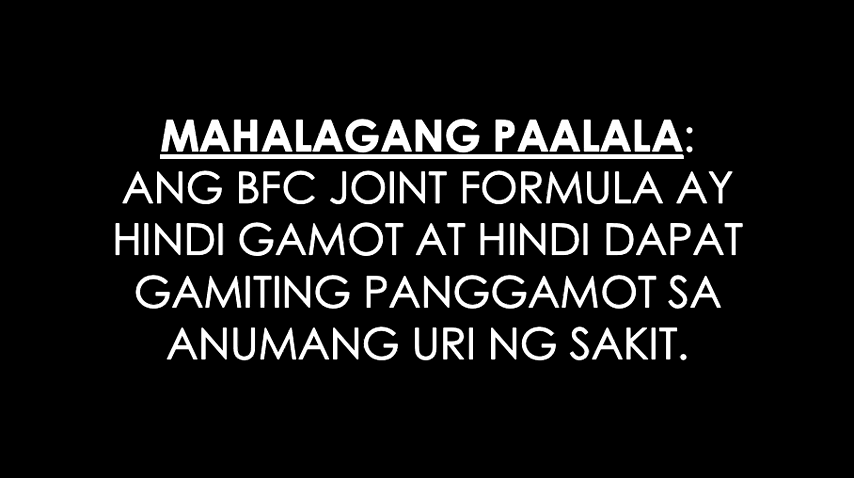 MAHALAGANG PAALALA:
ANG BFC JOINT FORMULA AY
HINDI GAMOT AT HINDI DAPAT
GAMITING PANGGAMOT SA
ANUMANG URI NG SAKIT.